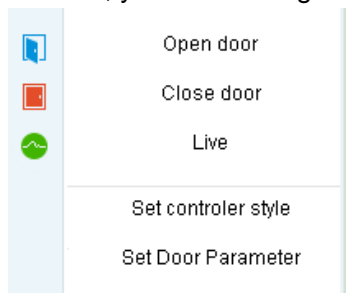 Open door
Close door
Live
Set controler style
Set Door Parameter